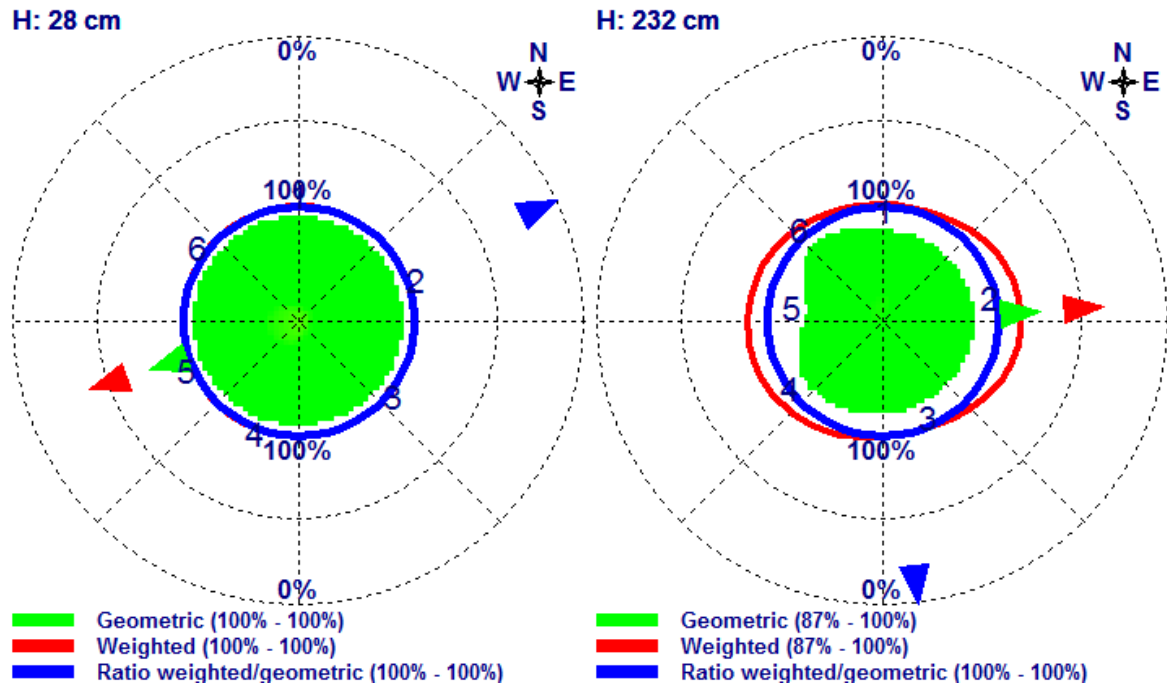 H: 28 cm
0%
N
W E
S
100%
6
2
5
3
4
100%
0%
Geometric (100% - 100%)
Weighted (100% - 100%)
Ratio weighted/geometric (100% - 100%)
H: 232 cm
0%
N
W E
S
100%
1
6
2
5
4
3
100%
0%
Geometric (87% - 100%)
Weighted (87% - 100%)
Ratio weighted/geometric (100% - 100%)